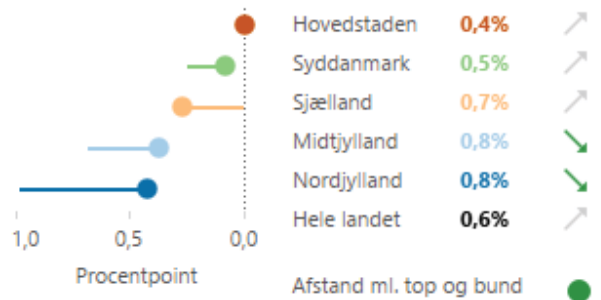 Hovedstaden 0,4%
Syddanmark 0,5%
Sjælland 0,7%
Midtjylland 0,8%
Nordjylland 0,8%
Hele landet 0,6%
1,0 0,5 0,0
Procentpoint
Afstand ml. top og bund